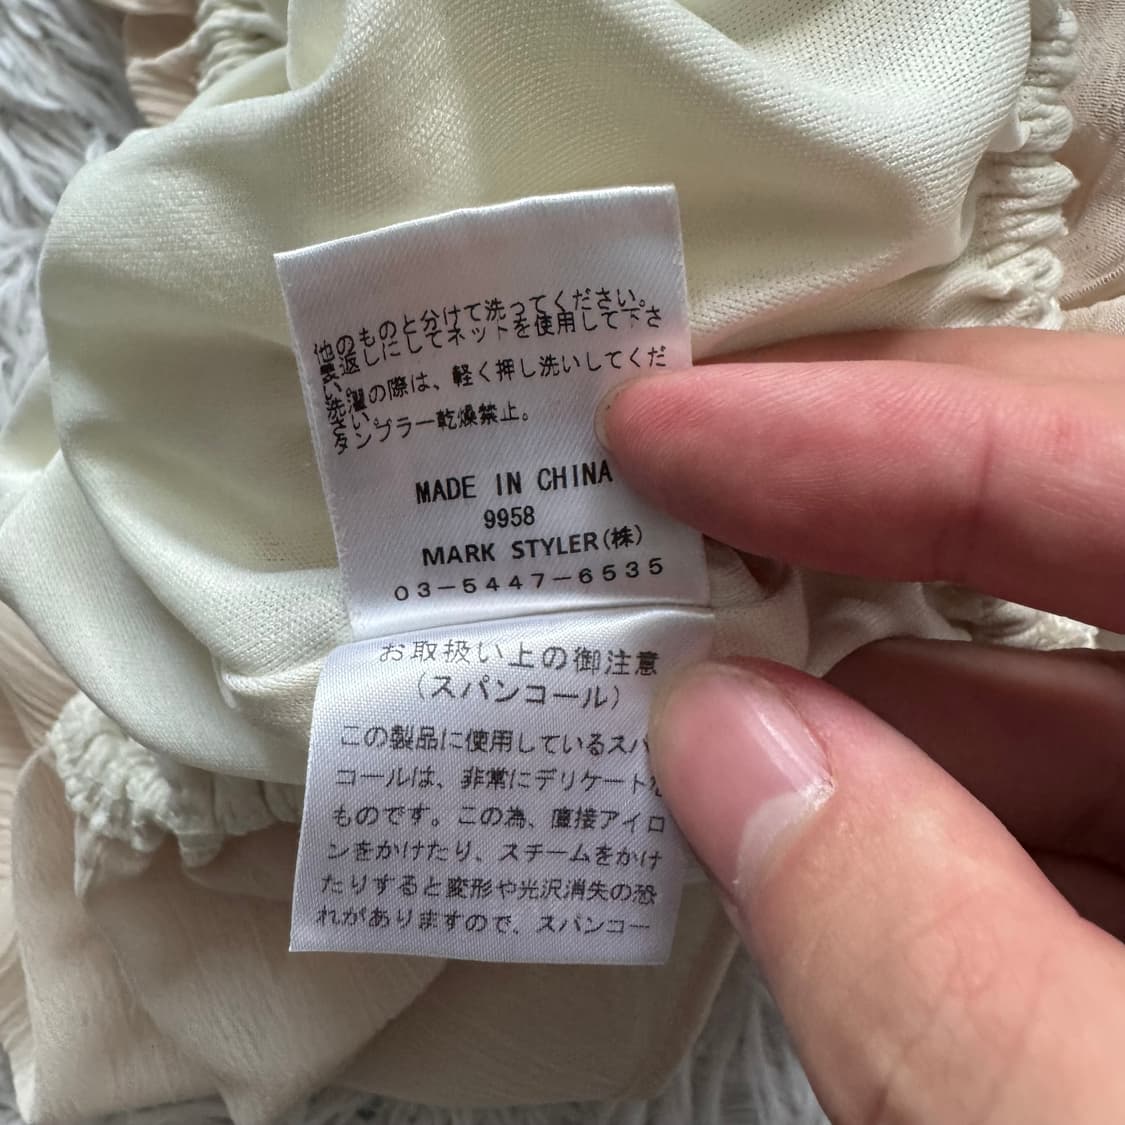 他のものと分けて洗ってください。
裏返しにしてネットを使用して下さ
い。
洗濯の際は、軽く押し洗いしてくだ
さい。
タンブラー乾燥禁止。
MADE IN CHINA
9958
MARK STYLER(株)
03-5447-6535
お取扱い上の御注意
(スパンコール)
この製品に使用しているスパ
コールは、非常にデリケート
ものです。この為、直接アイロ
ンをかけたり、スチームをかけ
たりすると変形や光沢消失の恐
れがありますので、スパンコー